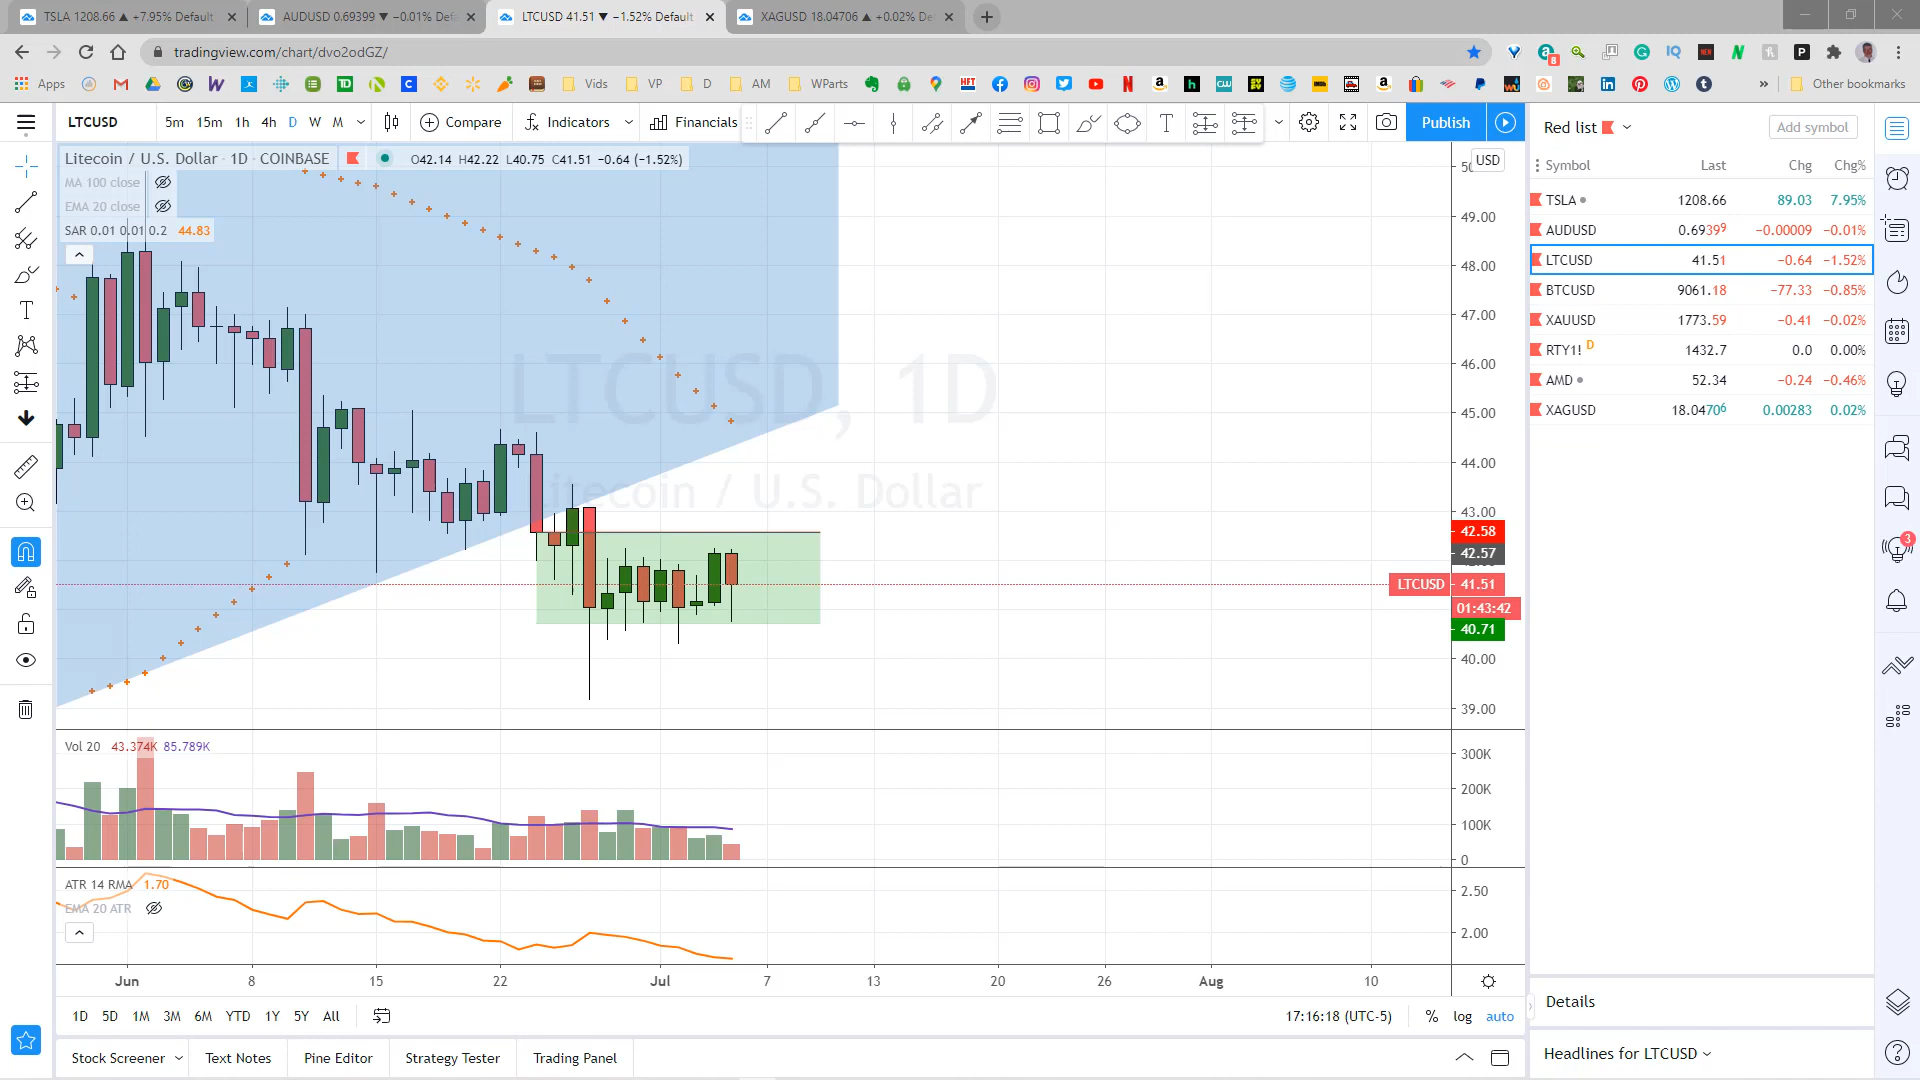 TSLA 1208.66 ▲ +7.95% Default
AUDUSD 0.69399 ▼ −0.01% Default
LTCUSD 41.51 ▼ −1.52% Default
XAGUSD 18.04706 ▲ +0.02% De
tradingview.com/chart/dvo2odGZ/
Apps
Vids
VP
D
AM
WParts
Other bookmarks
LTCUSD 5m 15m 1h 4h D W M Compare Indicators Financials Publish
Litecoin / U.S. Dollar · 1D · COINBASE O42.14 H42.22 L40.75 C41.51 −0.64 (−1.52%)
MA 100 close
EMA 20 close
SAR 0.01 0.01 0.2 44.83
LTCUSD, 1D
Litecoin / U.S. Dollar
USD
49.00
48.00
47.00
46.00
45.00
44.00
43.00
42.58
42.57
LTCUSD 41.51
01:43:42
40.71
40.00
39.00
Vol 20 43.374K 85.789K
300K
200K
100K
0
ATR 14 RMA 1.70
EMA 20 ATR
2.50
2.00
Jun 8 15 22 Jul 7 13 20 26 Aug 10
1D 5D 1M 3M 6M YTD 1Y 5Y All
17:16:18 (UTC-5) % log auto
Stock Screener Text Notes Pine Editor Strategy Tester Trading Panel
Red list
Add symbol
Symbol Last Chg Chg%
TSLA 1208.66 89.03 7.95%
AUDUSD 0.69399 −0.00009 −0.01%
LTCUSD 41.51 −0.64 −1.52%
BTCUSD 9061.18 −77.33 −0.85%
XAUUSD 1773.59 −0.41 −0.02%
RTY1! D 1432.7 0.0 0.00%
AMD 52.34 −0.24 −0.46%
XAGUSD 18.04706 0.00283 0.02%
Details
Headlines for LTCUSD